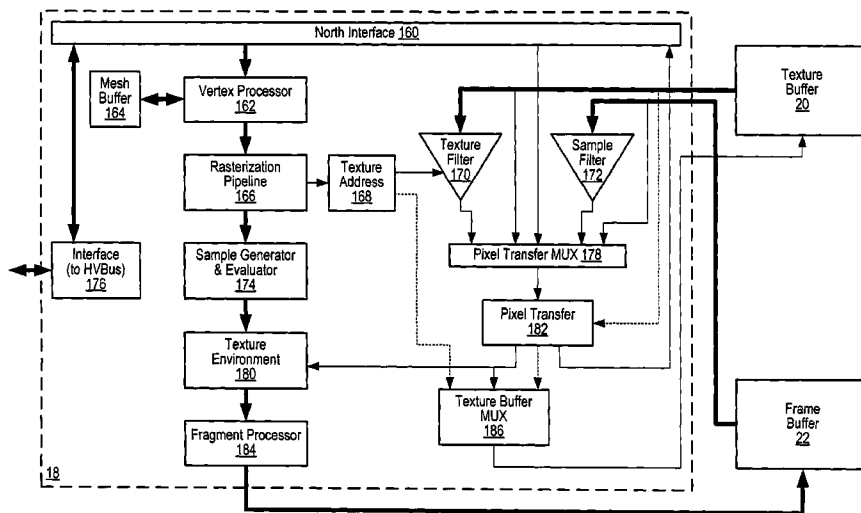 North Interface 160
Mesh
Buffer
164
Vertex Processor
162
Texture
Buffer
20
Texture
Filter
170
Sample
Filter
172
Rasterization
Pipeline
166
Texture
Address
168
Interface
(to HVBus)
176
Sample Generator
& Evaluator
174
Pixel Transfer MUX 178
Pixel Transfer
182
Texture
Environment
180
Texture Buffer
MUX
186
Frame
Buffer
22
Fragment Processor
184
18